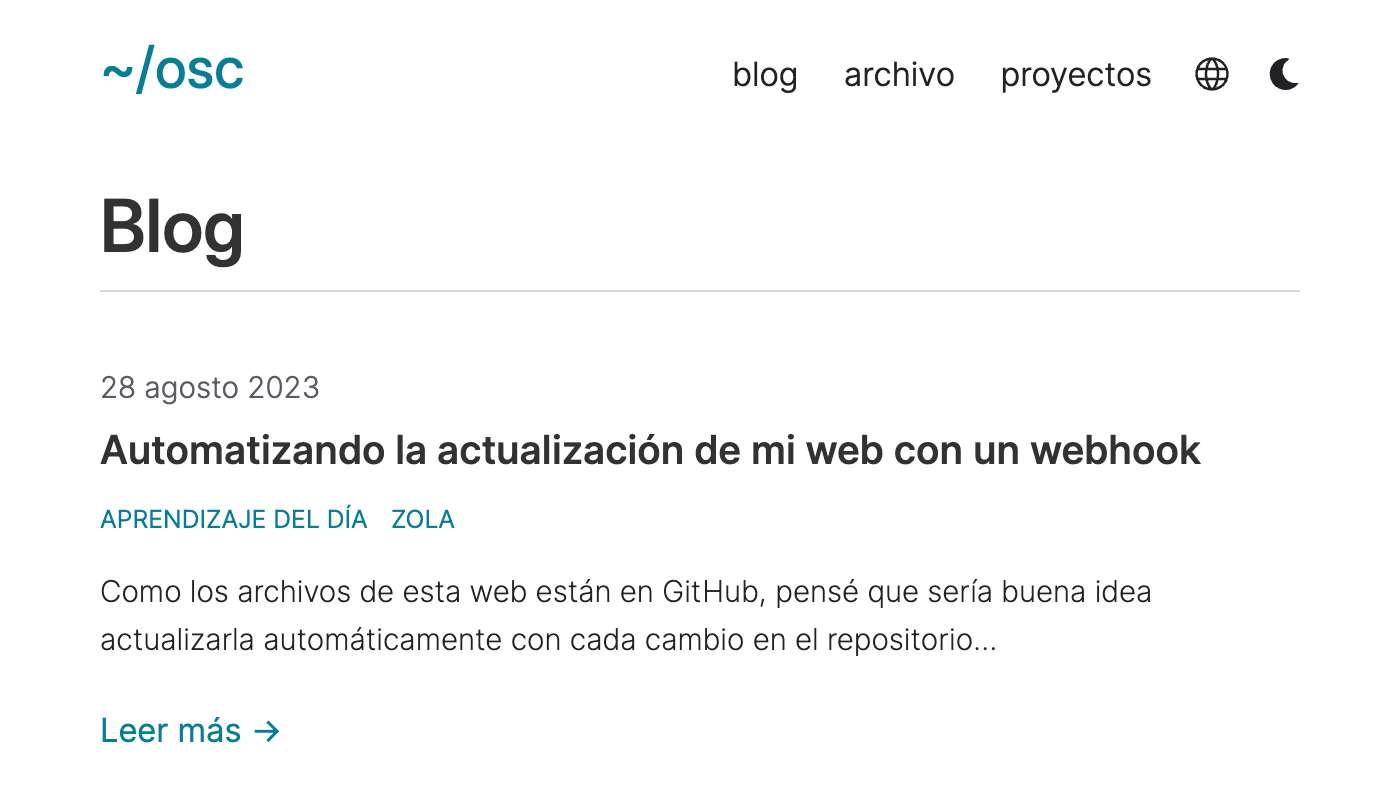 ~/osc
blog archivo proyectos
Blog
28 agosto 2023
Automatizando la actualización de mi web con un webhook
APRENDIZAJE DEL DÍA ZOLA
Como los archivos de esta web están en GitHub, pensé que sería buena idea
actualizarla automáticamente con cada cambio en el repositorio…
Leer más →